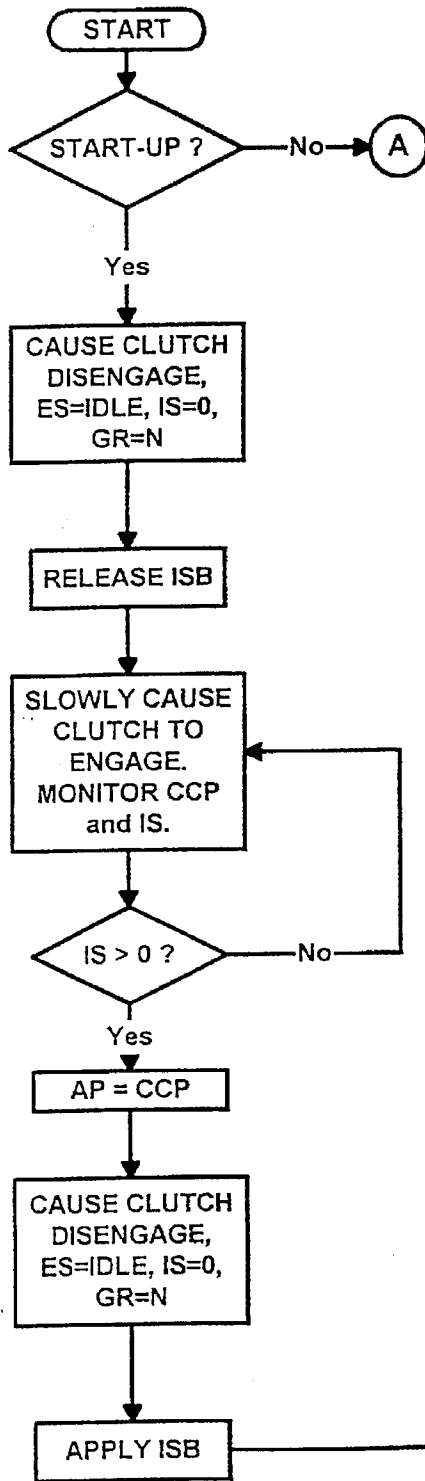 START
START-UP ?
No
A
Yes
CAUSE CLUTCH
DISENGAGE,
ES=IDLE, IS=0,
GR=N
RELEASE ISB
SLOWLY CAUSE
CLUTCH TO
ENGAGE.
MONITOR CCP
and IS.
IS > 0 ?
No
Yes
AP = CCP
CAUSE CLUTCH
DISENGAGE,
ES=IDLE, IS=0,
GR=N
APPLY ISB